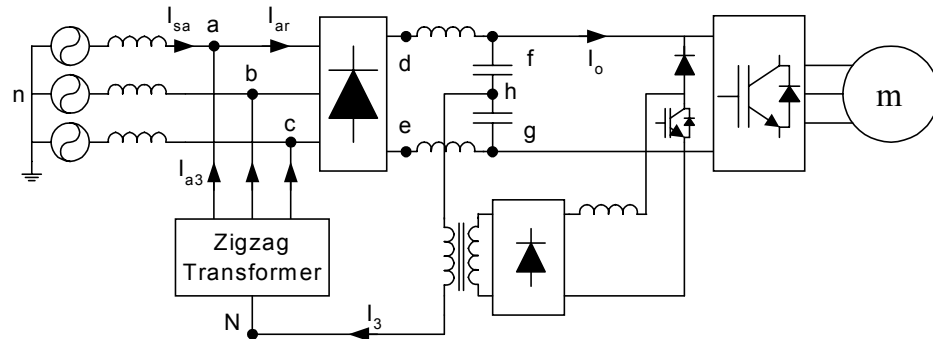 I_sa a I_ar
n
b
c
d
e
f
h
g
I_o
m
I_a3
Zigzag
Transformer
N
I_3